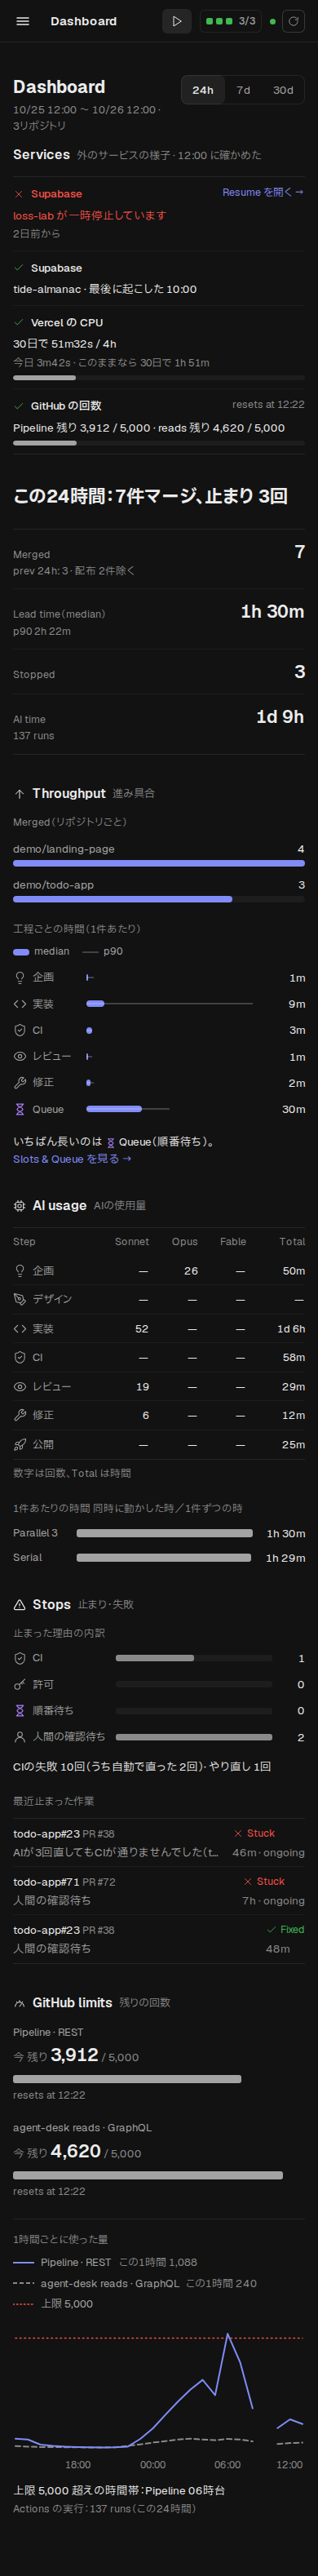 Dashboard
3/3
Dashboard
24h 7d 30d
10/25 12:00 〜 10/26 12:00 ·
3リポジトリ
Services 外のサービスの様子 · 12:00 に確かめた
Supabase Resume を開く →
loss-lab が一時停止しています
2日前から
Supabase
tide-almanac · 最後に起こした 10:00
Vercel の CPU
30日で 51m32s / 4h
今日 3m42s · このままなら 30日で 1h 51m
GitHub の回数 resets at 12:22
Pipeline 残り 3,912 / 5,000 · reads 残り 4,620 / 5,000
この24時間：7件マージ、止まり 3回
Merged 7
prev 24h: 3 · 配布 2件除く
Lead time（median） 1h 30m
p90 2h 22m
Stopped 3
AI time 1d 9h
137 runs
Throughput 進み具合
Merged（リポジトリごと）
demo/landing-page 4
demo/todo-app 3
工程ごとの時間（1件あたり）
median p90
企画 1m
実装 9m
CI 3m
レビュー 1m
修正 2m
Queue 30m
いちばん長いのは Queue（順番待ち）。
Slots & Queue を見る →
AI usage AIの使用量
Step Sonnet Opus Fable Total
企画 — 26 — 50m
デザイン — — — —
実装 52 — — 1d 6h
CI — — — 58m
レビュー 19 — — 29m
修正 6 — — 12m
公開 — — — 25m
数字は回数、Total は時間
1件あたりの時間 同時に動かした時／1件ずつの時
Parallel 3 1h 30m
Serial 1h 29m
Stops 止まり・失敗
止まった理由の内訳
CI 1
許可 0
順番待ち 0
人間の確認待ち 2
CIの失敗 10回（うち自動で直った 2回）・やり直し 1回
最近止まった作業
todo-app#23 PR #38 Stuck
AIが3回直してもCIが通りませんでした（t… 46m · ongoing
todo-app#71 PR #72 Stuck
人間の確認待ち 7h · ongoing
todo-app#23 PR #38 Fixed
人間の確認待ち 48m
GitHub limits 残りの回数
Pipeline · REST
今 残り 3,912 / 5,000
resets at 12:22
agent-desk reads · GraphQL
今 残り 4,620 / 5,000
resets at 12:22
1時間ごとに使った量
Pipeline · REST この1時間 1,088
agent-desk reads · GraphQL この1時間 240
上限 5,000
18:00 00:00 06:00 12:00
上限 5,000 超えの時間帯：Pipeline 06時台
Actions の実行：137 runs（この24時間）